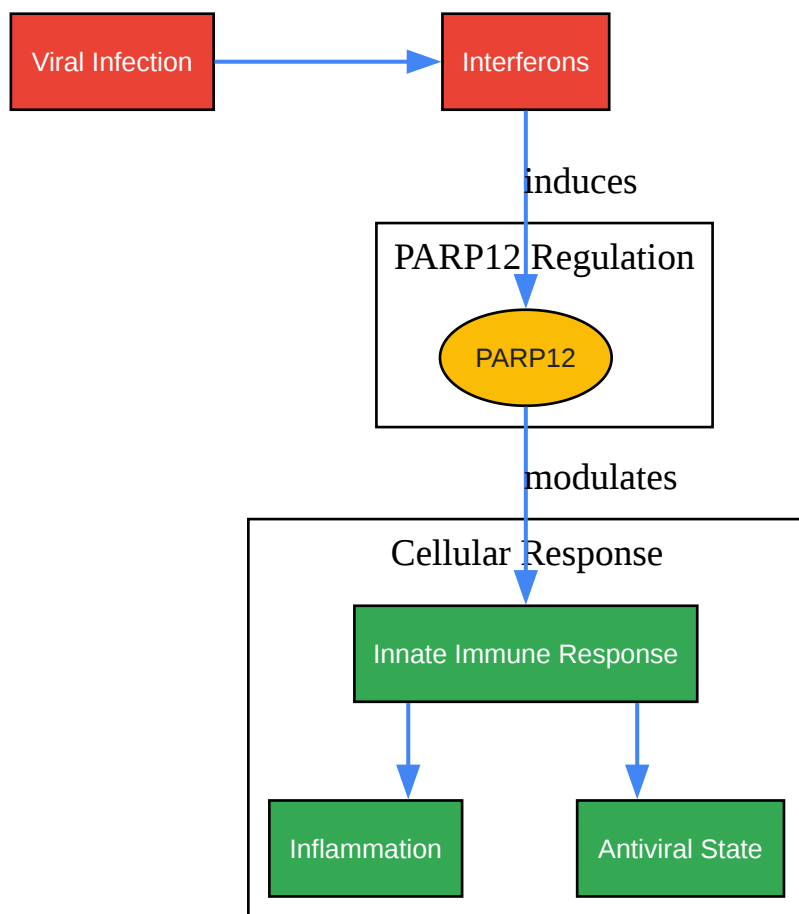 Viral Infection
Interferons
induces
PARP12 Regulation
PARP12
modulates
Cellular Response
Innate Immune Response
Inflammation
Antiviral State